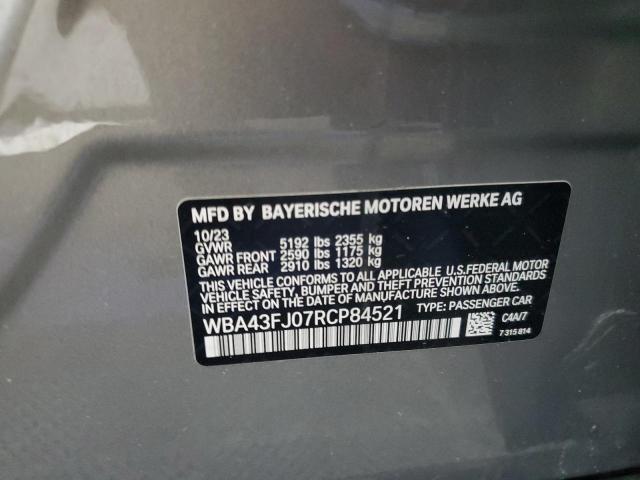 MFD BY BAYERISCHE MOTOREN WERKE AG
10/23
GVWR 5192 lbs 2355 kg
GAWR FRONT 2590 lbs 1175 kg
GAWR REAR 2910 lbs 1320 kg
THIS VEHICLE CONFORMS TO ALL APPLICABLE U.S.FEDERAL MOTOR
VEHICLE SAFETY, BUMPER, AND THEFT PREVENTION STANDARDS
IN EFFECT ON THE DATE OF MANUFACTURE SHOWN ABOVE.
WBA43FJ07RCP84521 TYPE: PASSENGER CAR
C4A/7
7 315 814